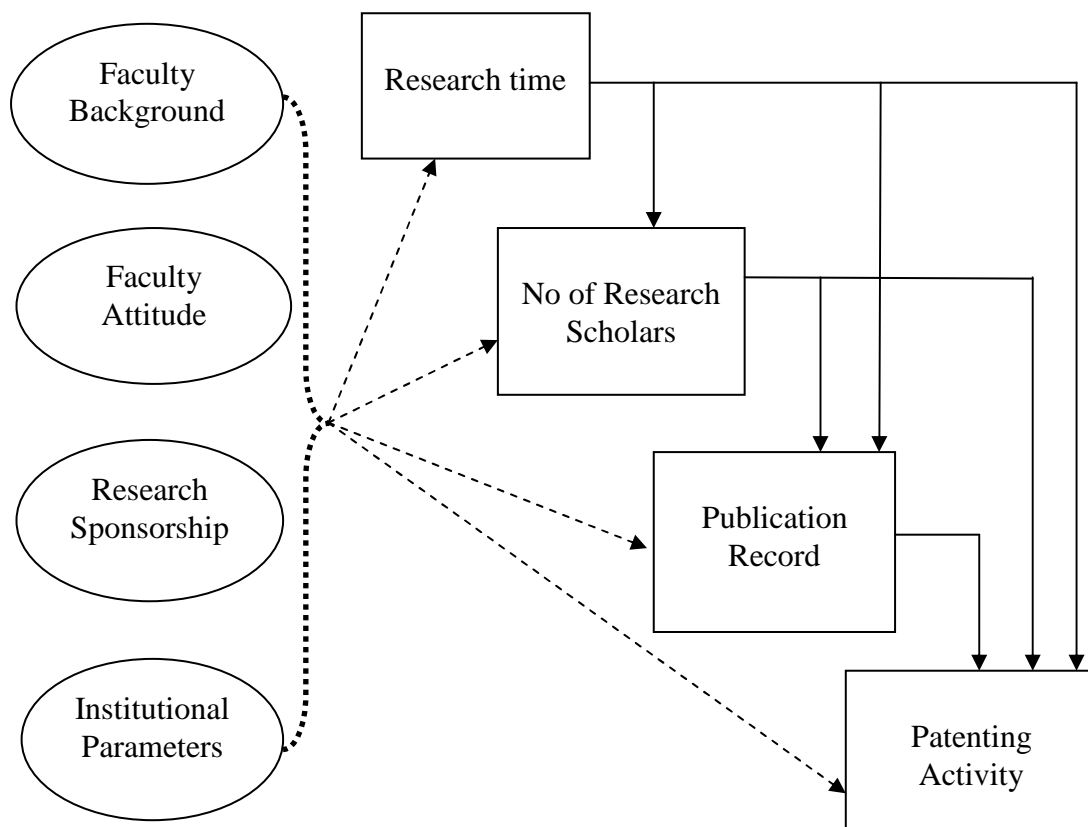 Faculty
Background
Faculty
Attitude
Research
Sponsorship
Institutional
Parameters
Research time
No of Research
Scholars
Publication
Record
Patenting
Activity